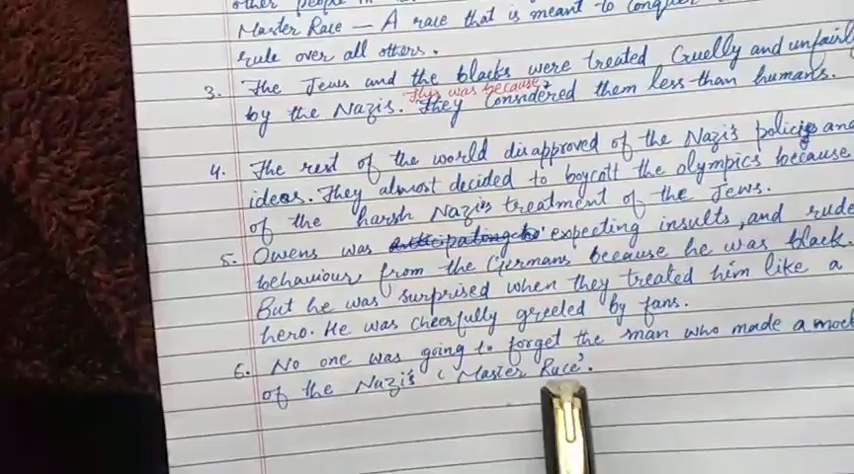 other people in
Master Race — A race that is meant to conquer
rule over all others.
3. The Jews and the blacks were treated Cruelly and unfairly
This was because
by the Nazis. They Considered them less than humans.
4. The rest of the world disapproved of the Nazi's policies and
ideas. They almost decided to boycott the olympics because
of the harsh Nazi's treatment of the Jews.
5. Owens was expecting insults, and rude
behaviours from the Germans because he was black.
But he was surprised when they treated him like a
hero. He was cheerfully greeted by fans.
6. No one was going to forget the man who made a mock
of the Nazi's 'Master Race'.